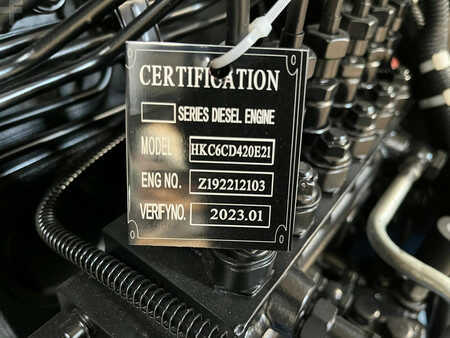 CERTIFICATION
SERIES DIESEL ENGINE
MODEL HKC6CD420E21
ENG NO. Z192212103
VERIFYNO. 2023.01